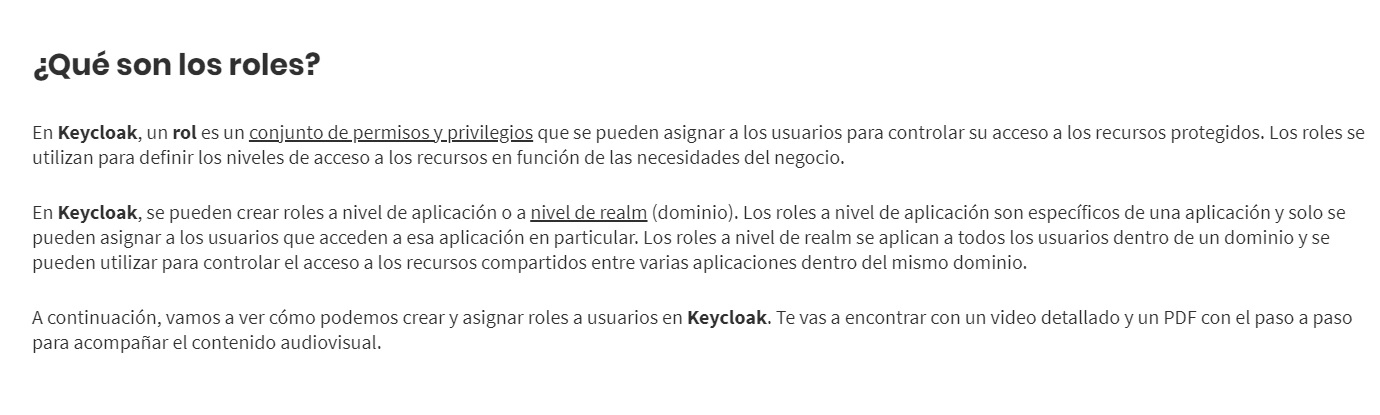 ¿Qué son los roles?
En Keycloak, un rol es un conjunto de permisos y privilegios que se pueden asignar a los usuarios para controlar su acceso a los recursos protegidos. Los roles se
utilizan para definir los niveles de acceso a los recursos en función de las necesidades del negocio.
En Keycloak, se pueden crear roles a nivel de aplicación o a nivel de realm (dominio). Los roles a nivel de aplicación son específicos de una aplicación y solo se
pueden asignar a los usuarios que acceden a esa aplicación en particular. Los roles a nivel de realm se aplican a todos los usuarios dentro de un dominio y se
pueden utilizar para controlar el acceso a los recursos compartidos entre varias aplicaciones dentro del mismo dominio.
A continuación, vamos a ver cómo podemos crear y asignar roles a usuarios en Keycloak. Te vas a encontrar con un video detallado y un PDF con el paso a paso
para acompañar el contenido audiovisual.